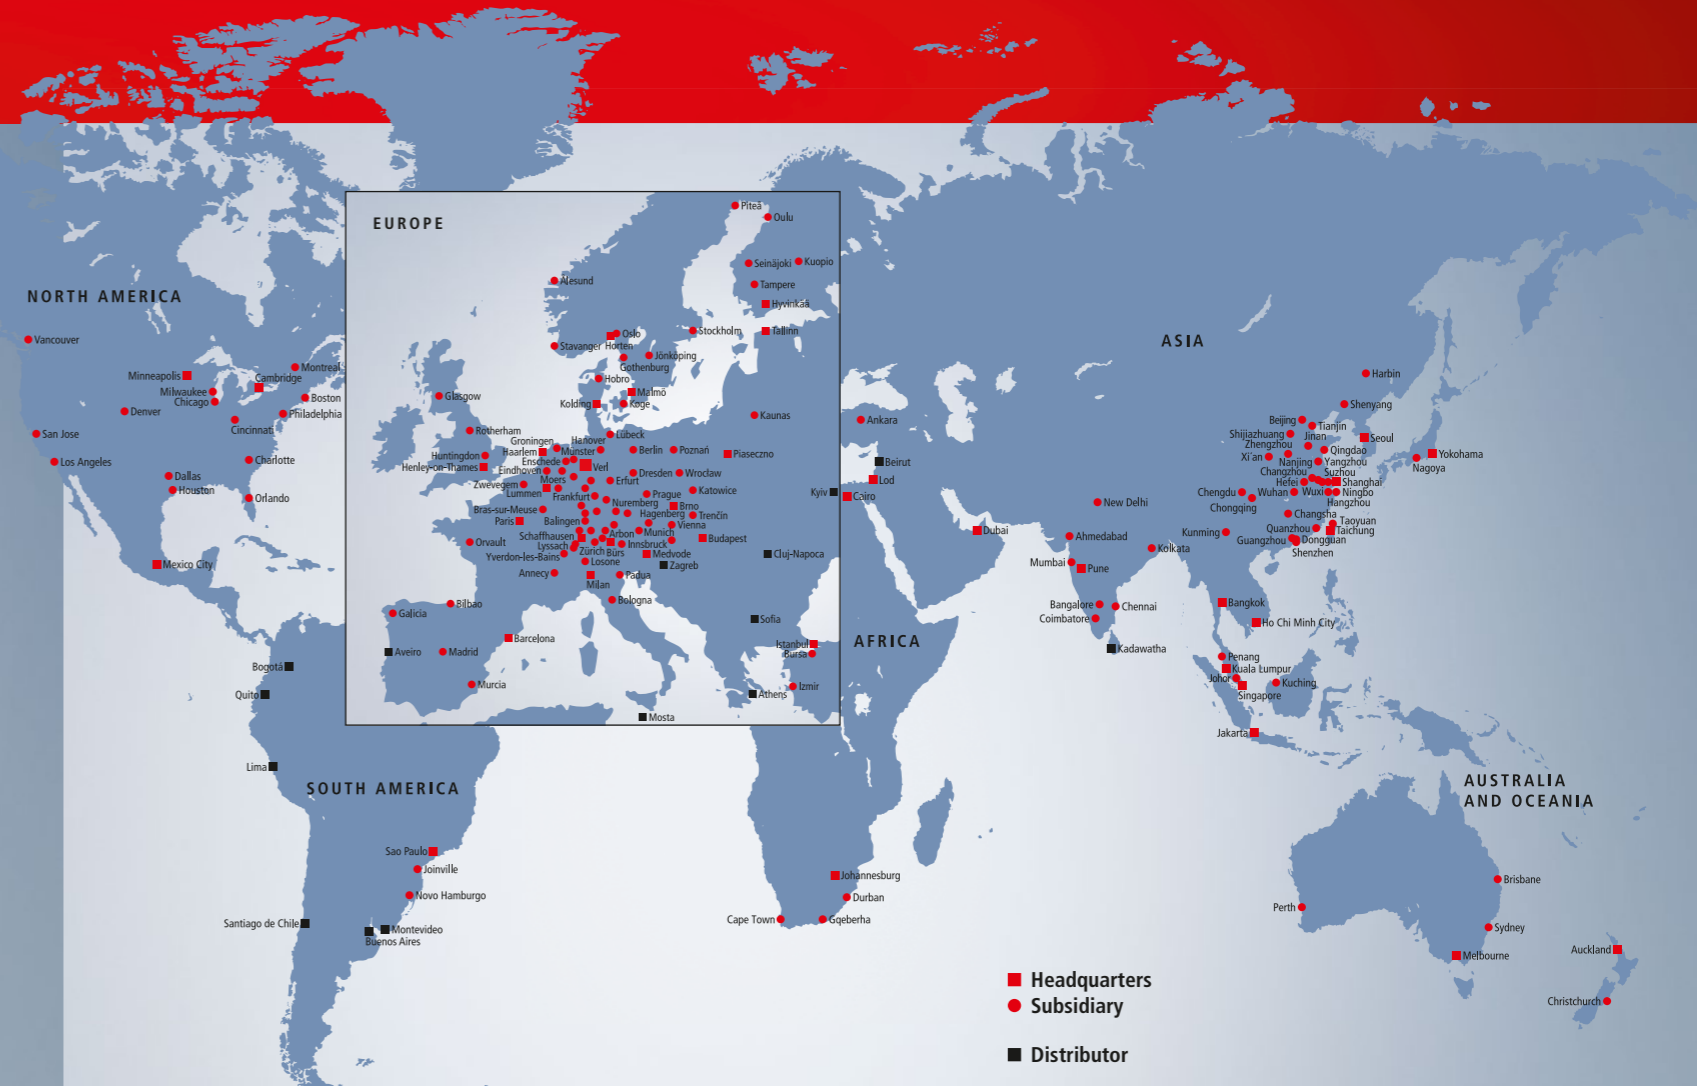 EUROPE
Piteå
Oulu
Seinäjoki
Kuopio
Ålesund
Tampere
Hyvinkää
Oslo
Stockholm
Tallinn
Stavanger
Horten
Jönköping
Gothenburg
Hobro
Malmö
Kolding
Køge
Glasgow
Kaunas
Rotherham
Lübeck
Groningen
Hanover
Haarlem
Münster
Berlin
Poznań
Piaseczno
Huntingdon
Enschede
Henley-on-Thames
Eindhoven
Verl
Dresden
Wrocław
Moers
Erfurt
Zwevegem
Lummen
Frankfurt
Prague
Katowice
Kyiv
Nuremberg
Brno
Bras-sur-Meuse
Hagenberg
Trenčín
Paris
Balingen
Vienna
Arbon
Munich
Orvault
Schaffhausen
Budapest
Lyssach
Innsbruck
Zürich
Bürs
Medvode
Cluj-Napoca
Yverdon-les-Bains
Losone
Zagreb
Annecy
Padua
Milan
Bologna
Bilbao
Galicia
Sofia
Barcelona
Istanbul
Aveiro
Madrid
Bursa
Murcia
Izmir
Athens
Mosta
NORTH AMERICA
Vancouver
Montreal
Minneapolis
Cambridge
Milwaukee
Chicago
Boston
Denver
Philadelphia
Cincinnati
San Jose
Los Angeles
Charlotte
Dallas
Houston
Orlando
Mexico City
Bogotá
Quito
Lima
SOUTH AMERICA
Sao Paulo
Joinville
Novo Hamburgo
Santiago de Chile
Montevideo
Buenos Aires
AFRICA
Cairo
Johannesburg
Durban
Cape Town
Gqeberha
ASIA
Harbin
Shenyang
Ankara
Beijing
Tianjin
Shijiazhuang
Jinan
Seoul
Zhengzhou
Qingdao
Yokohama
Xi'an
Nanjing
Yangzhou
Nagoya
Beirut
Changzhou
Suzhou
Lod
Hefei
Shanghai
Chengdu
Wuhan
Wuxi
Ningbo
New Delhi
Chongqing
Hangzhou
Changsha
Taoyuan
Dubai
Quanzhou
Taichung
Ahmedabad
Kunming
Guangzhou
Dongguan
Kolkata
Shenzhen
Mumbai
Pune
Bangalore
Chennai
Bangkok
Coimbatore
Ho Chi Minh City
Kadawatha
Penang
Kuala Lumpur
Johor
Kuching
Singapore
Jakarta
AUSTRALIA
AND OCEANIA
Brisbane
Perth
Sydney
Melbourne
Auckland
Christchurch
Headquarters
Subsidiary
Distributor